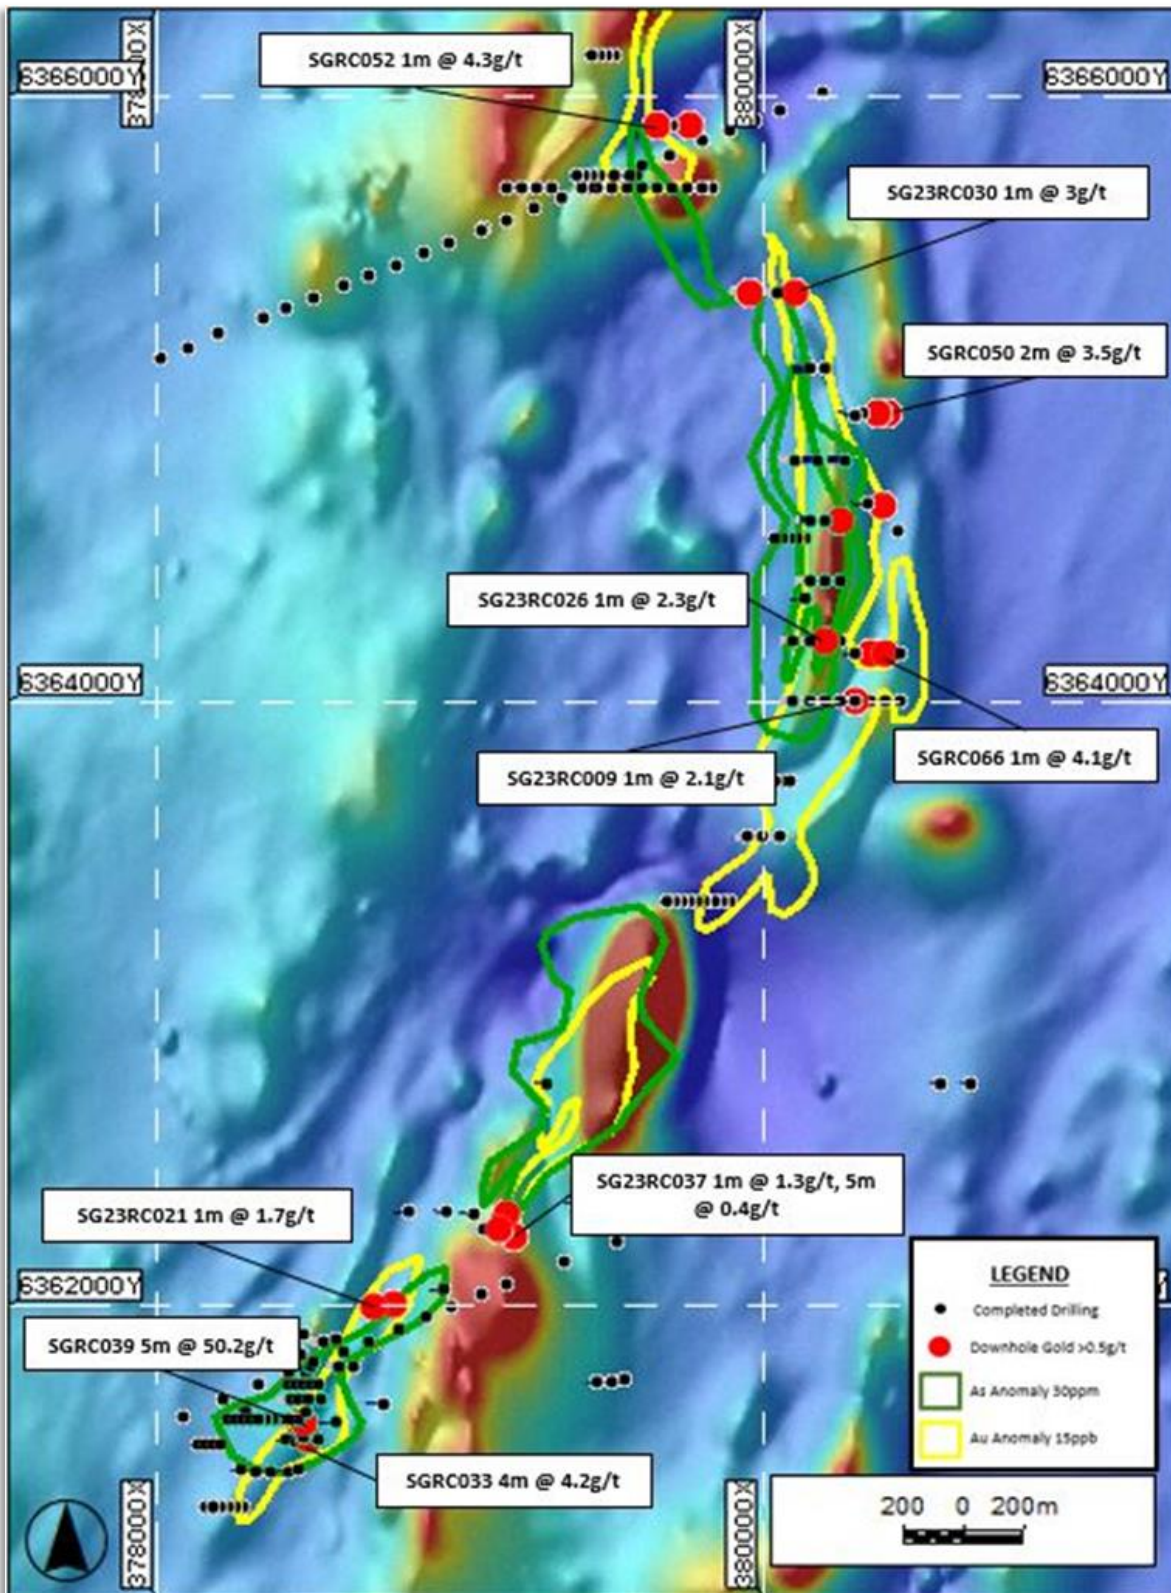 378000X
380000X
SGRC052 1m @ 4.3g/t
6366000Y
6366000Y
SG23RC030 1m @ 3g/t
SGRC050 2m @ 3.5g/t
SG23RC026 1m @ 2.3g/t
6364000Y
6364000Y
SGRC066 1m @ 4.1g/t
SG23RC009 1m @ 2.1g/t
SG23RC037 1m @ 1.3g/t, 5m
@ 0.4g/t
SG23RC021 1m @ 1.7g/t
6362000Y
SGRC039 5m @ 50.2g/t
SGRC033 4m @ 4.2g/t
LEGEND
Completed Drilling
Downhole Gold >0.5g/t
As Anomaly 30ppm
Au Anomaly 15ppb
378000X
380000X
200 0 200m